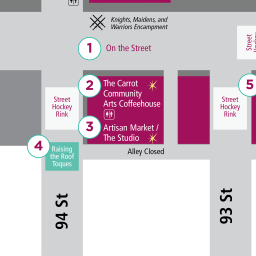 Knights, Maidens, and
Warriors Encampment
1 On the Street
Street
2 The Carrot
Community
Arts Coffeehouse
5
Street
Hockey
Rink
Street
Hockey
Rink
3 Artisan Market /
The Studio
4 Raising
the Roof
Toques
Alley Closed
94 St
93 St